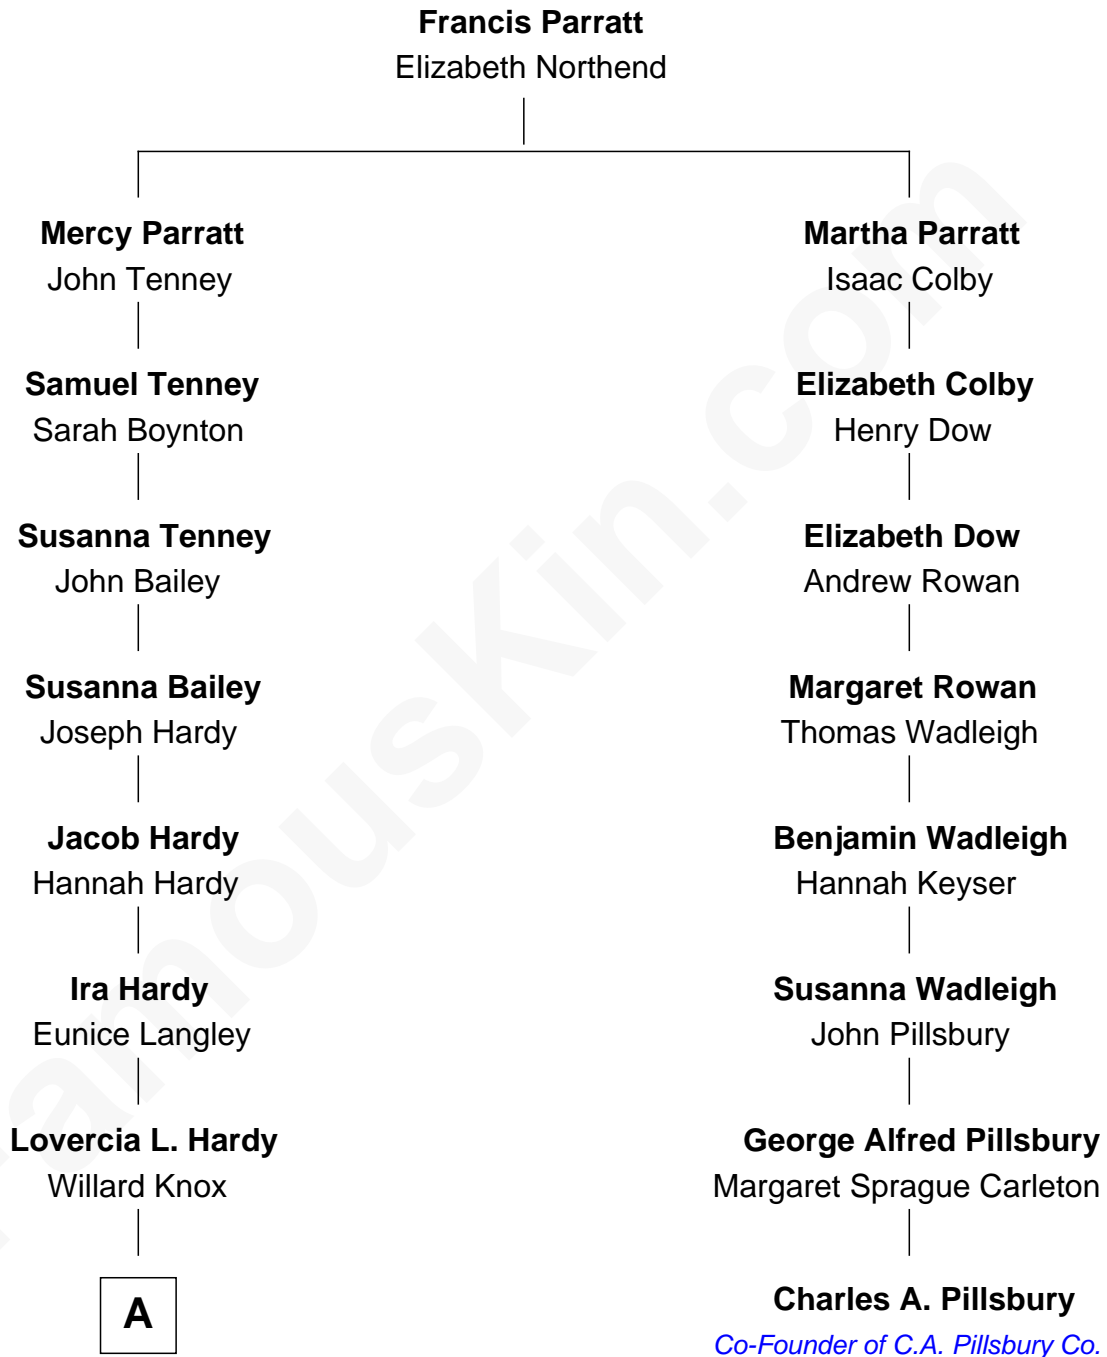 Francis Parratt
Elizabeth Northend
Mercy Parratt
John Tenney
Martha Parratt
Isaac Colby
Samuel Tenney
Sarah Boynton
Elizabeth Colby
Henry Dow
Susanna Tenney
John Bailey
Elizabeth Dow
Andrew Rowan
Susanna Bailey
Joseph Hardy
Margaret Rowan
Thomas Wadleigh
Jacob Hardy
Hannah Hardy
Benjamin Wadleigh
Hannah Keyser
Ira Hardy
Eunice Langley
Susanna Wadleigh
John Pillsbury
Lovercia L. Hardy
Willard Knox
George Alfred Pillsbury
Margaret Sprague Carleton
A
Charles A. Pillsbury
Co-Founder of C.A. Pillsbury Co.
FamousKin.com